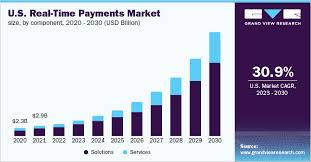 U.S. Real-Time Payments Market
size, by component, 2020 - 2030 (USD Billion)
GRAND VIEW RESEARCH
$2.3B
$2.9B
2020 2021 2022 2023 2024 2025 2026 2027 2028 2029 2030
Solutions Services
30.9%
U.S. Market CAGR,
2023 - 2030
Source:
www.grandviewresearch.com